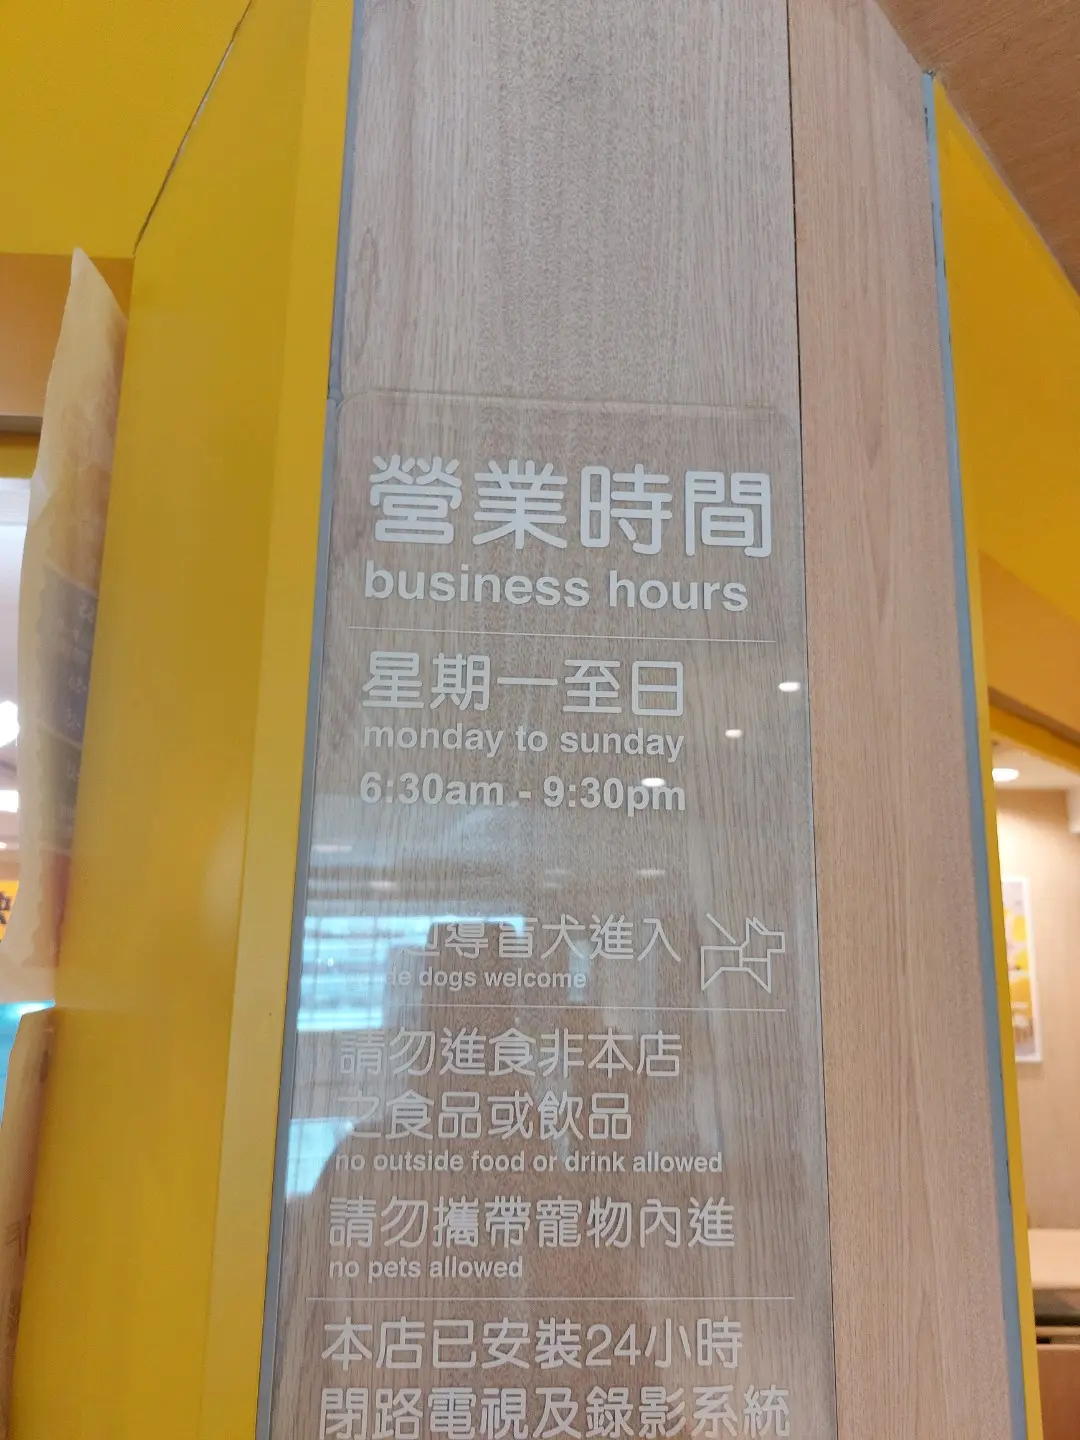 營業時間
business hours
星期一至日
monday to sunday
6:30am - 9:30pm
導盲犬進入
dogs welcome
請勿進食非本店
之食品或飲品
no outside food or drink allowed
請勿攜帶寵物內進
no pets allowed
本店已安裝24小時
閉路電視及錄影系統